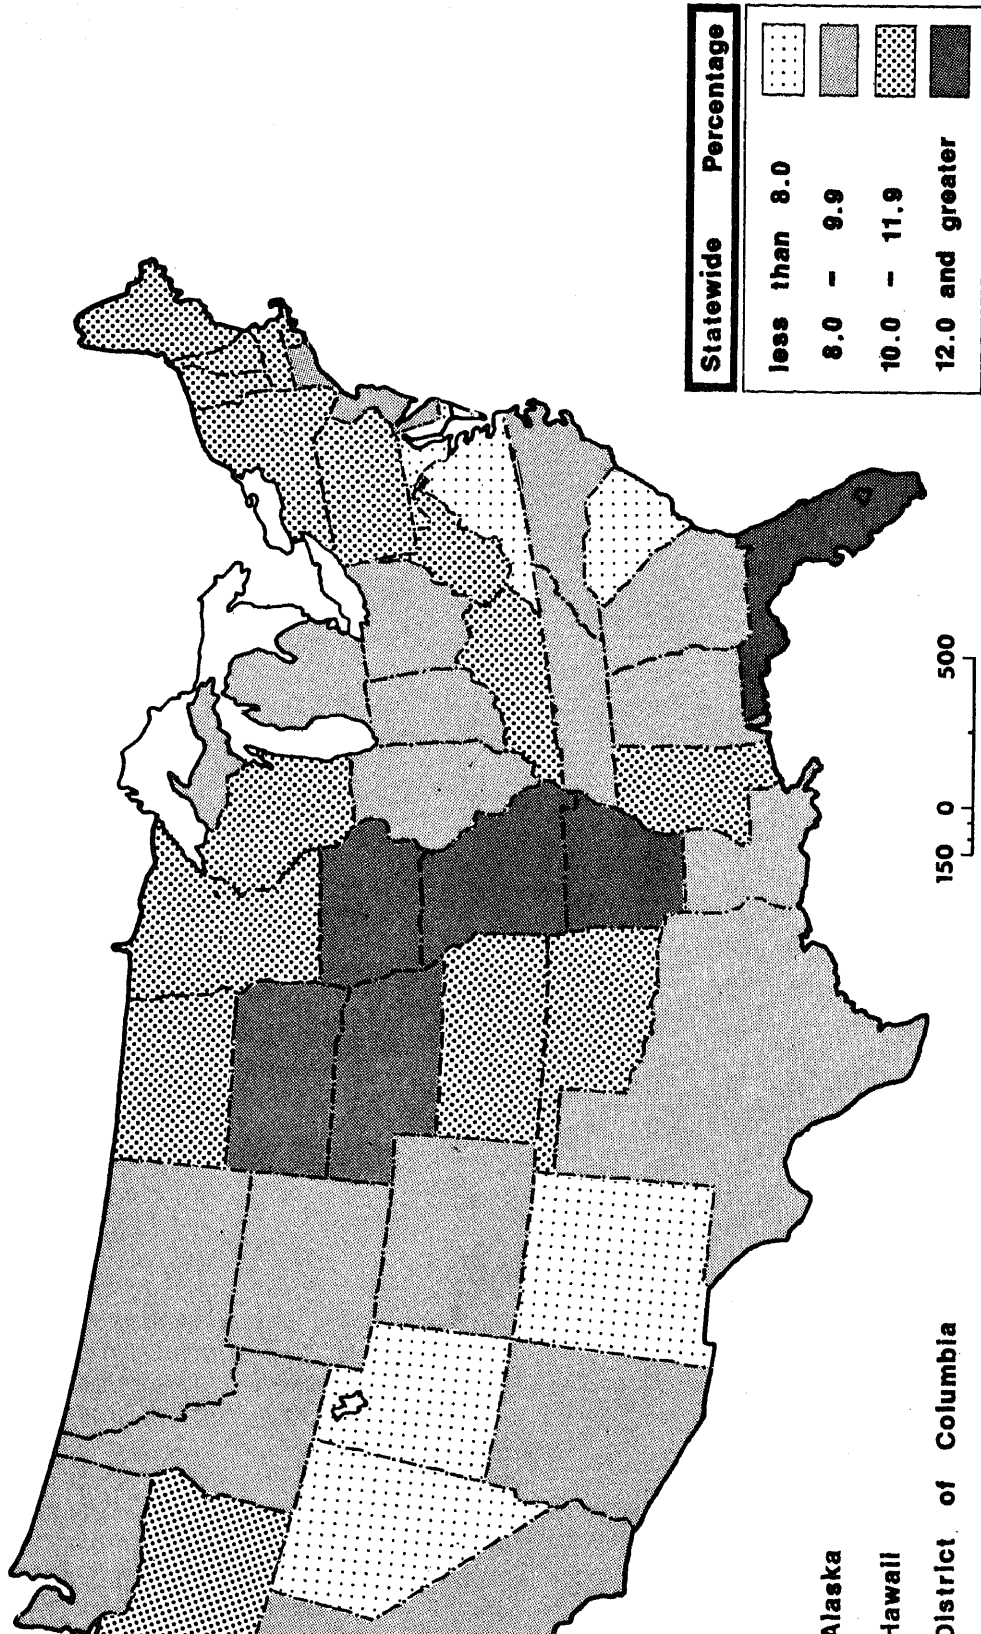 Statewide Percentage
less than 8.0
8.0 - 9.9
10.0 - 11.9
12.0 and greater
150 0 500
Alaska
Hawaii
District of Columbia